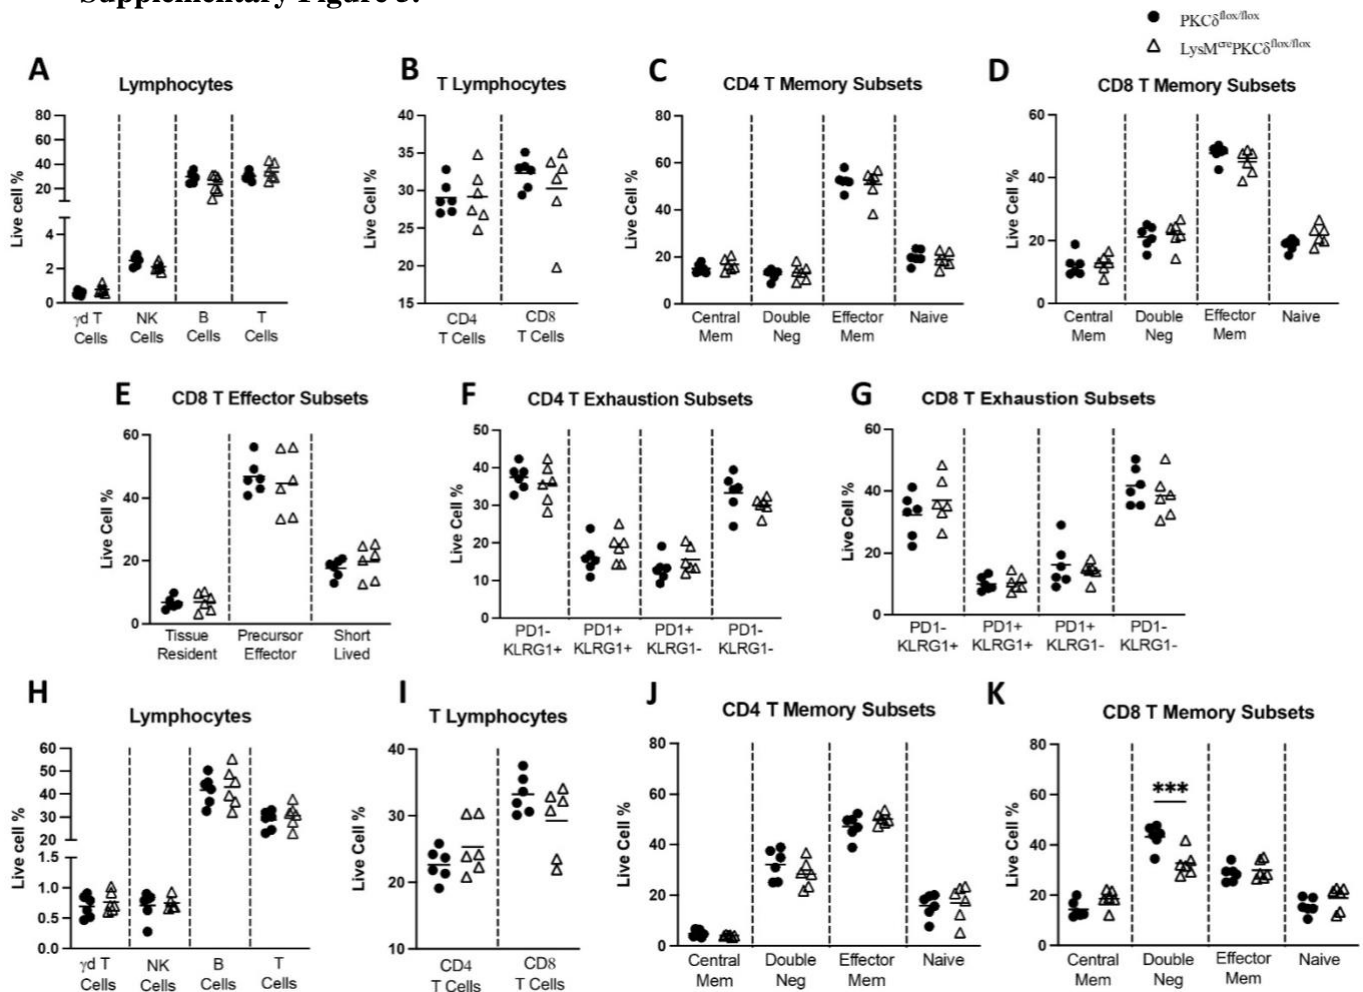 Supplementary Figure 5.
PKCδflox/flox
LysMcrePKCδflox/flox
A
Lymphocytes
Live cell %
80
60
40
20
4
2
0
γd T
Cells
NK
Cells
B
Cells
T
Cells
B
T Lymphocytes
Live Cell %
40
35
30
25
20
15
CD4
T Cells
CD8
T Cells
C
CD4 T Memory Subsets
Live Cell %
80
60
40
20
0
Central
Mem
Double
Neg
Effector
Mem
Naive
D
CD8 T Memory Subsets
Live Cell %
60
40
20
0
Central
Mem
Double
Neg
Effector
Mem
Naive
E
CD8 T Effector Subsets
Live Cell %
60
40
20
0
Tissue
Resident
Precursor
Effector
Short
Lived
F
CD4 T Exhaustion Subsets
Live Cell %
50
40
30
20
10
0
PD1-
KLRG1+
PD1+
KLRG1+
PD1+
KLRG1-
PD1-
KLRG1-
G
CD8 T Exhaustion Subsets
Live Cell %
60
40
20
0
PD1-
KLRG1+
PD1+
KLRG1+
PD1+
KLRG1-
PD1-
KLRG1-
H
Lymphocytes
Live cell %
60
50
40
30
20
1.5
1.0
0.5
0.0
γd T
Cells
NK
Cells
B
Cells
T
Cells
I
T Lymphocytes
Live Cell %
40
30
20
10
CD4
T Cells
CD8
T Cells
J
CD4 T Memory Subsets
Live Cell %
80
60
40
20
0
Central
Mem
Double
Neg
Effector
Mem
Naive
K
CD8 T Memory Subsets
Live Cell %
80
60
40
20
0
***
Central
Mem
Double
Neg
Effector
Mem
Naive